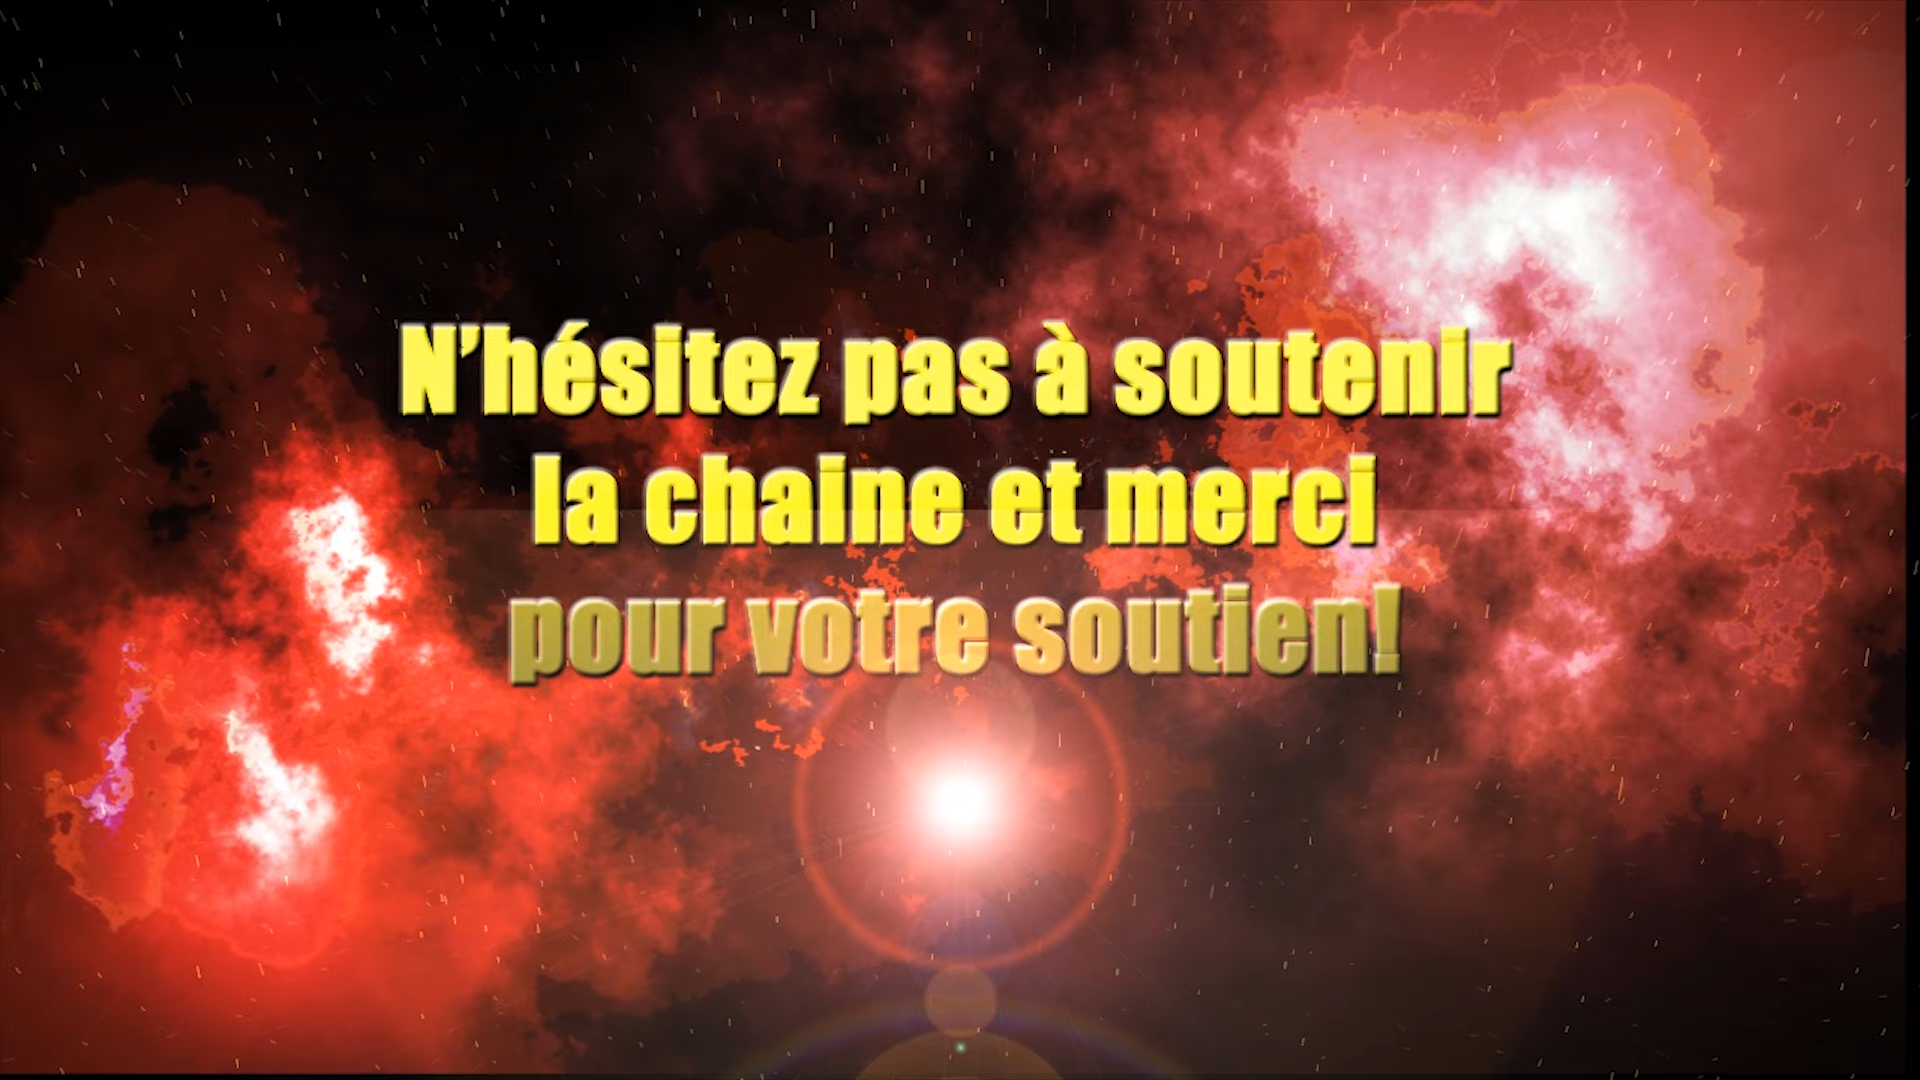 N’hésitez pas à soutenir
la chaine et merci
pour votre soutien!